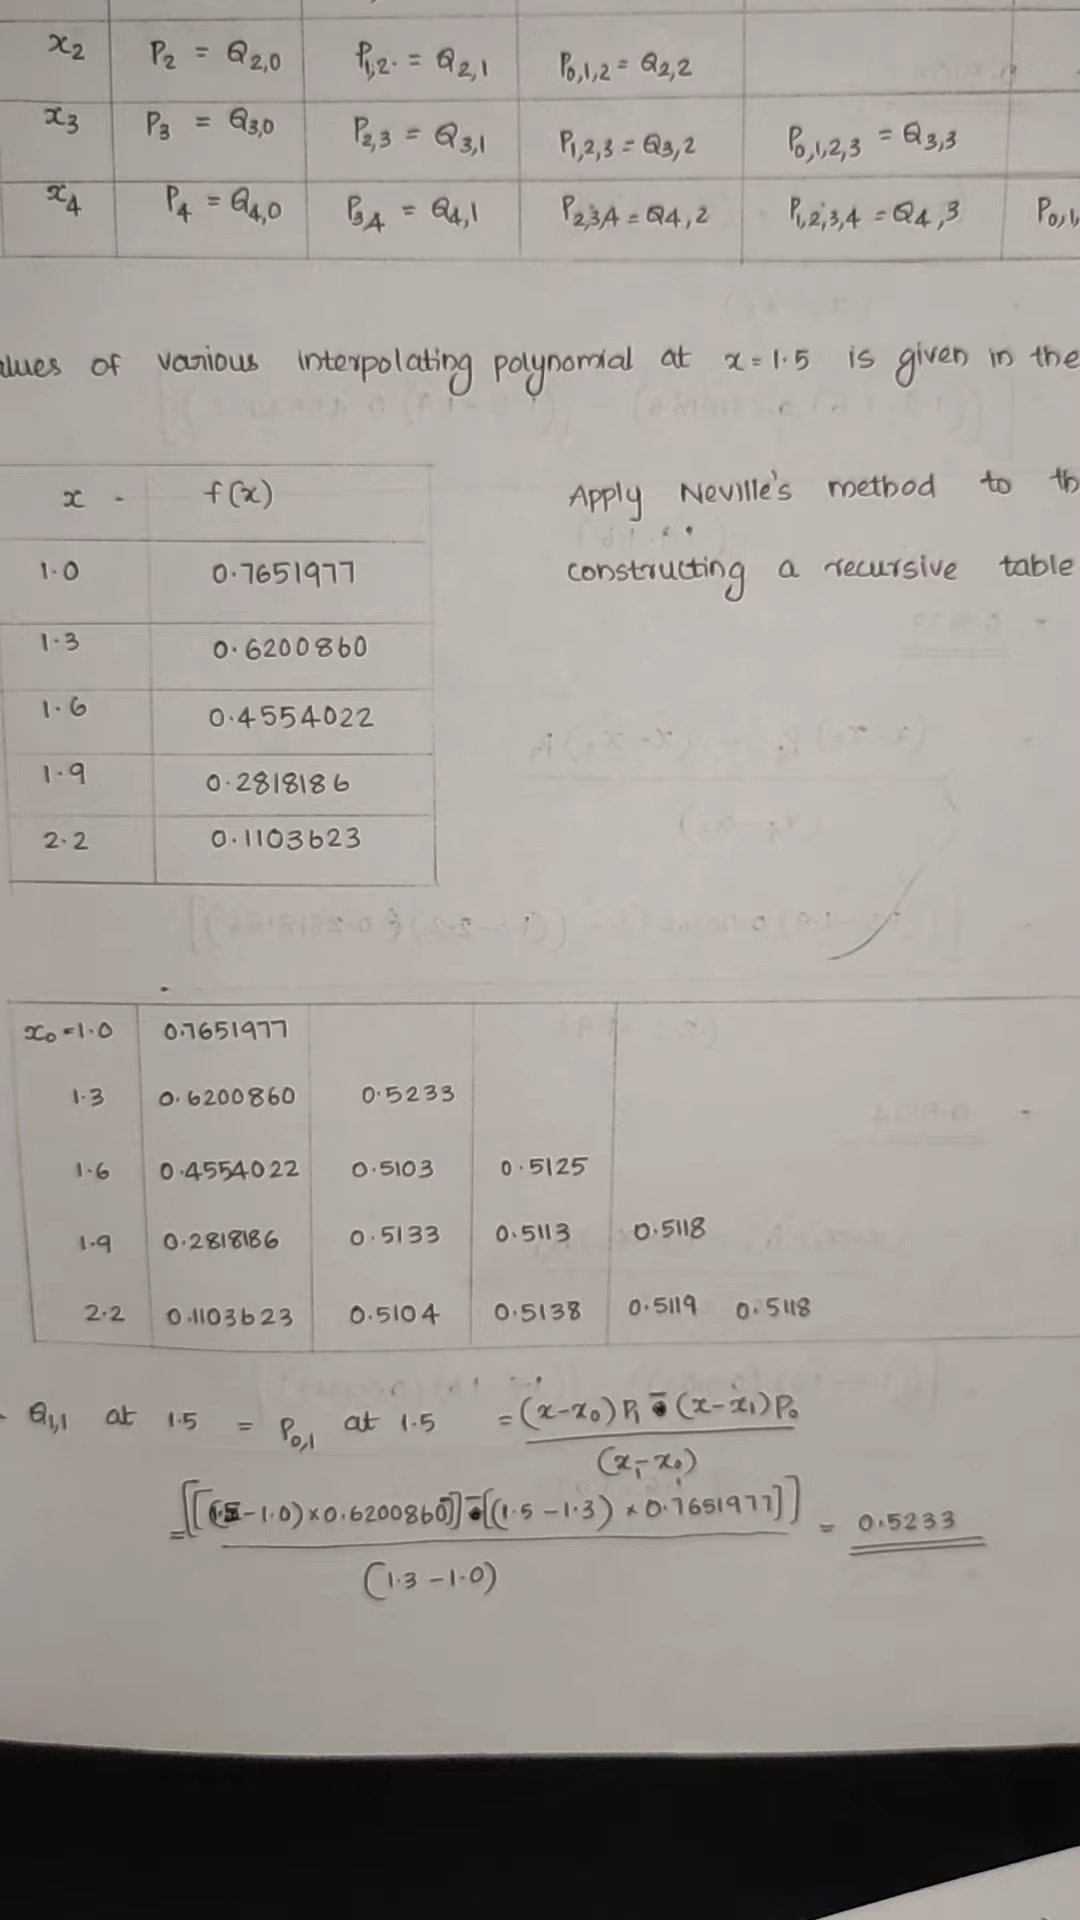 x2 P2 = Q2,0 P1,2. = Q2,1 P0,1,2 = Q2,2
x3 P3 = Q3,0 P2,3 = Q3,1 P1,2,3 = Q3,2 P0,1,2,3 = Q3,3
x4 P4 = Q4,0 P3,4 = Q4,1 P2,3,4 = Q4,2 P1,2,3,4 = Q4,3 P0,1,
alues of various interpolating polynomial at x = 1.5 is given in the
x f(x)
1.0 0.7651977
1.3 0.6200860
1.6 0.4554022
1.9 0.2818186
2.2 0.1103623
Apply Neville's method to th
constructing a recursive table
x0 = 1.0 0.7651977
1.3 0.6200860 0.5233
1.6 0.4554022 0.5103 0.5125
1.9 0.2818186 0.5133 0.5113 0.5118
2.2 0.1103623 0.5104 0.5138 0.5119 0.5118
Q1,1 at 1.5 = P0,1 at 1.5 = (x-x0) P1 - (x-x1) P0
(x1-x0)
= [[(1.5-1.0)×0.6200860]]-[(1.5-1.3) × 0.7651977]] = 0.5233
(1.3-1.0)